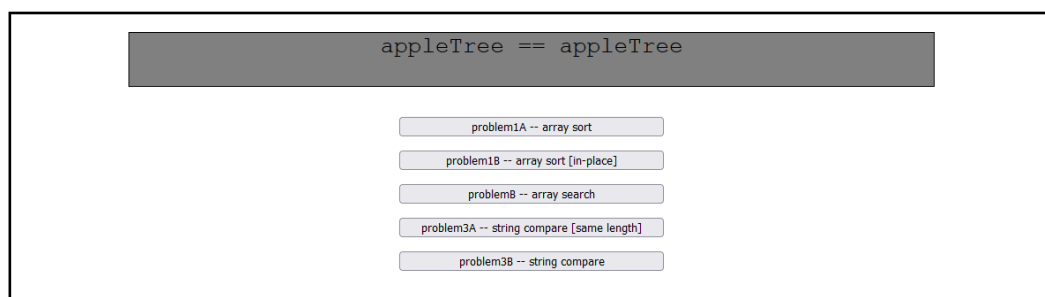 appleTree == appleTree
problem1A -- array sort
problem1B -- array sort [in-place]
problemB -- array search
problem3A -- string compare [same length]
problem3B -- string compare